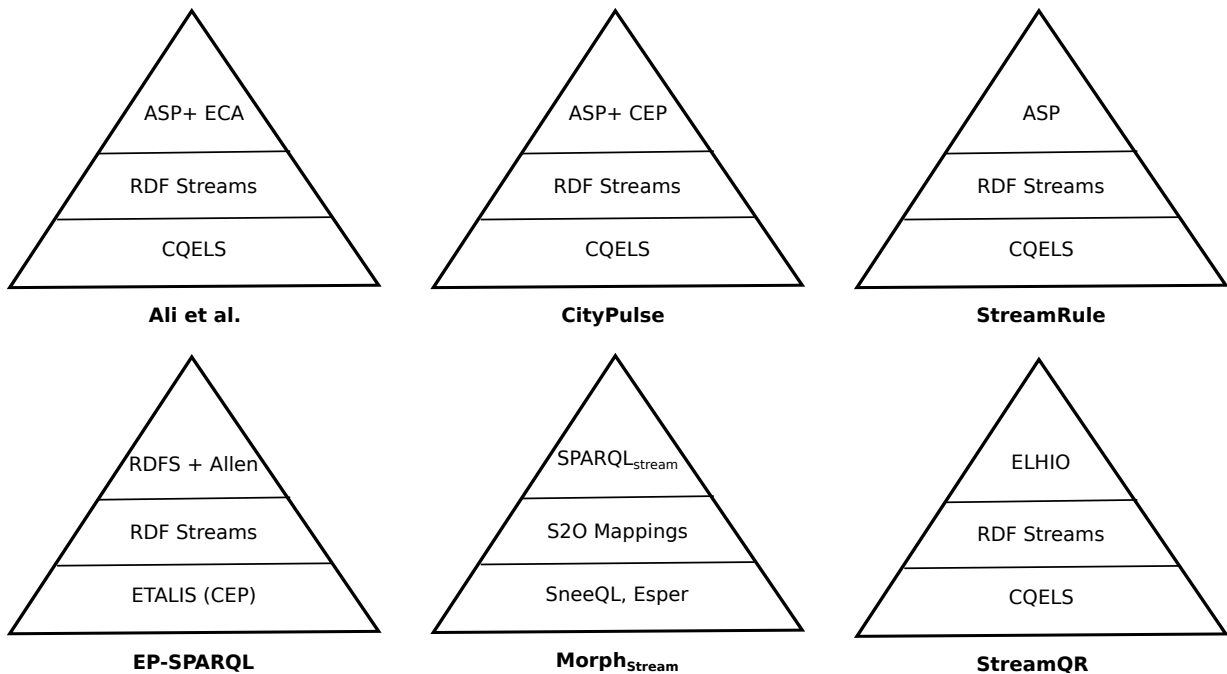 ASP+ ECA
RDF Streams
CQELS
Ali et al.
ASP+ CEP
RDF Streams
CQELS
CityPulse
ASP
RDF Streams
CQELS
StreamRule
RDFS + Allen
RDF Streams
ETALIS (CEP)
EP-SPARQL
SPARQLstream
S2O Mappings
SneeQL, Esper
MorphStream
ELHIO
RDF Streams
CQELS
StreamQR